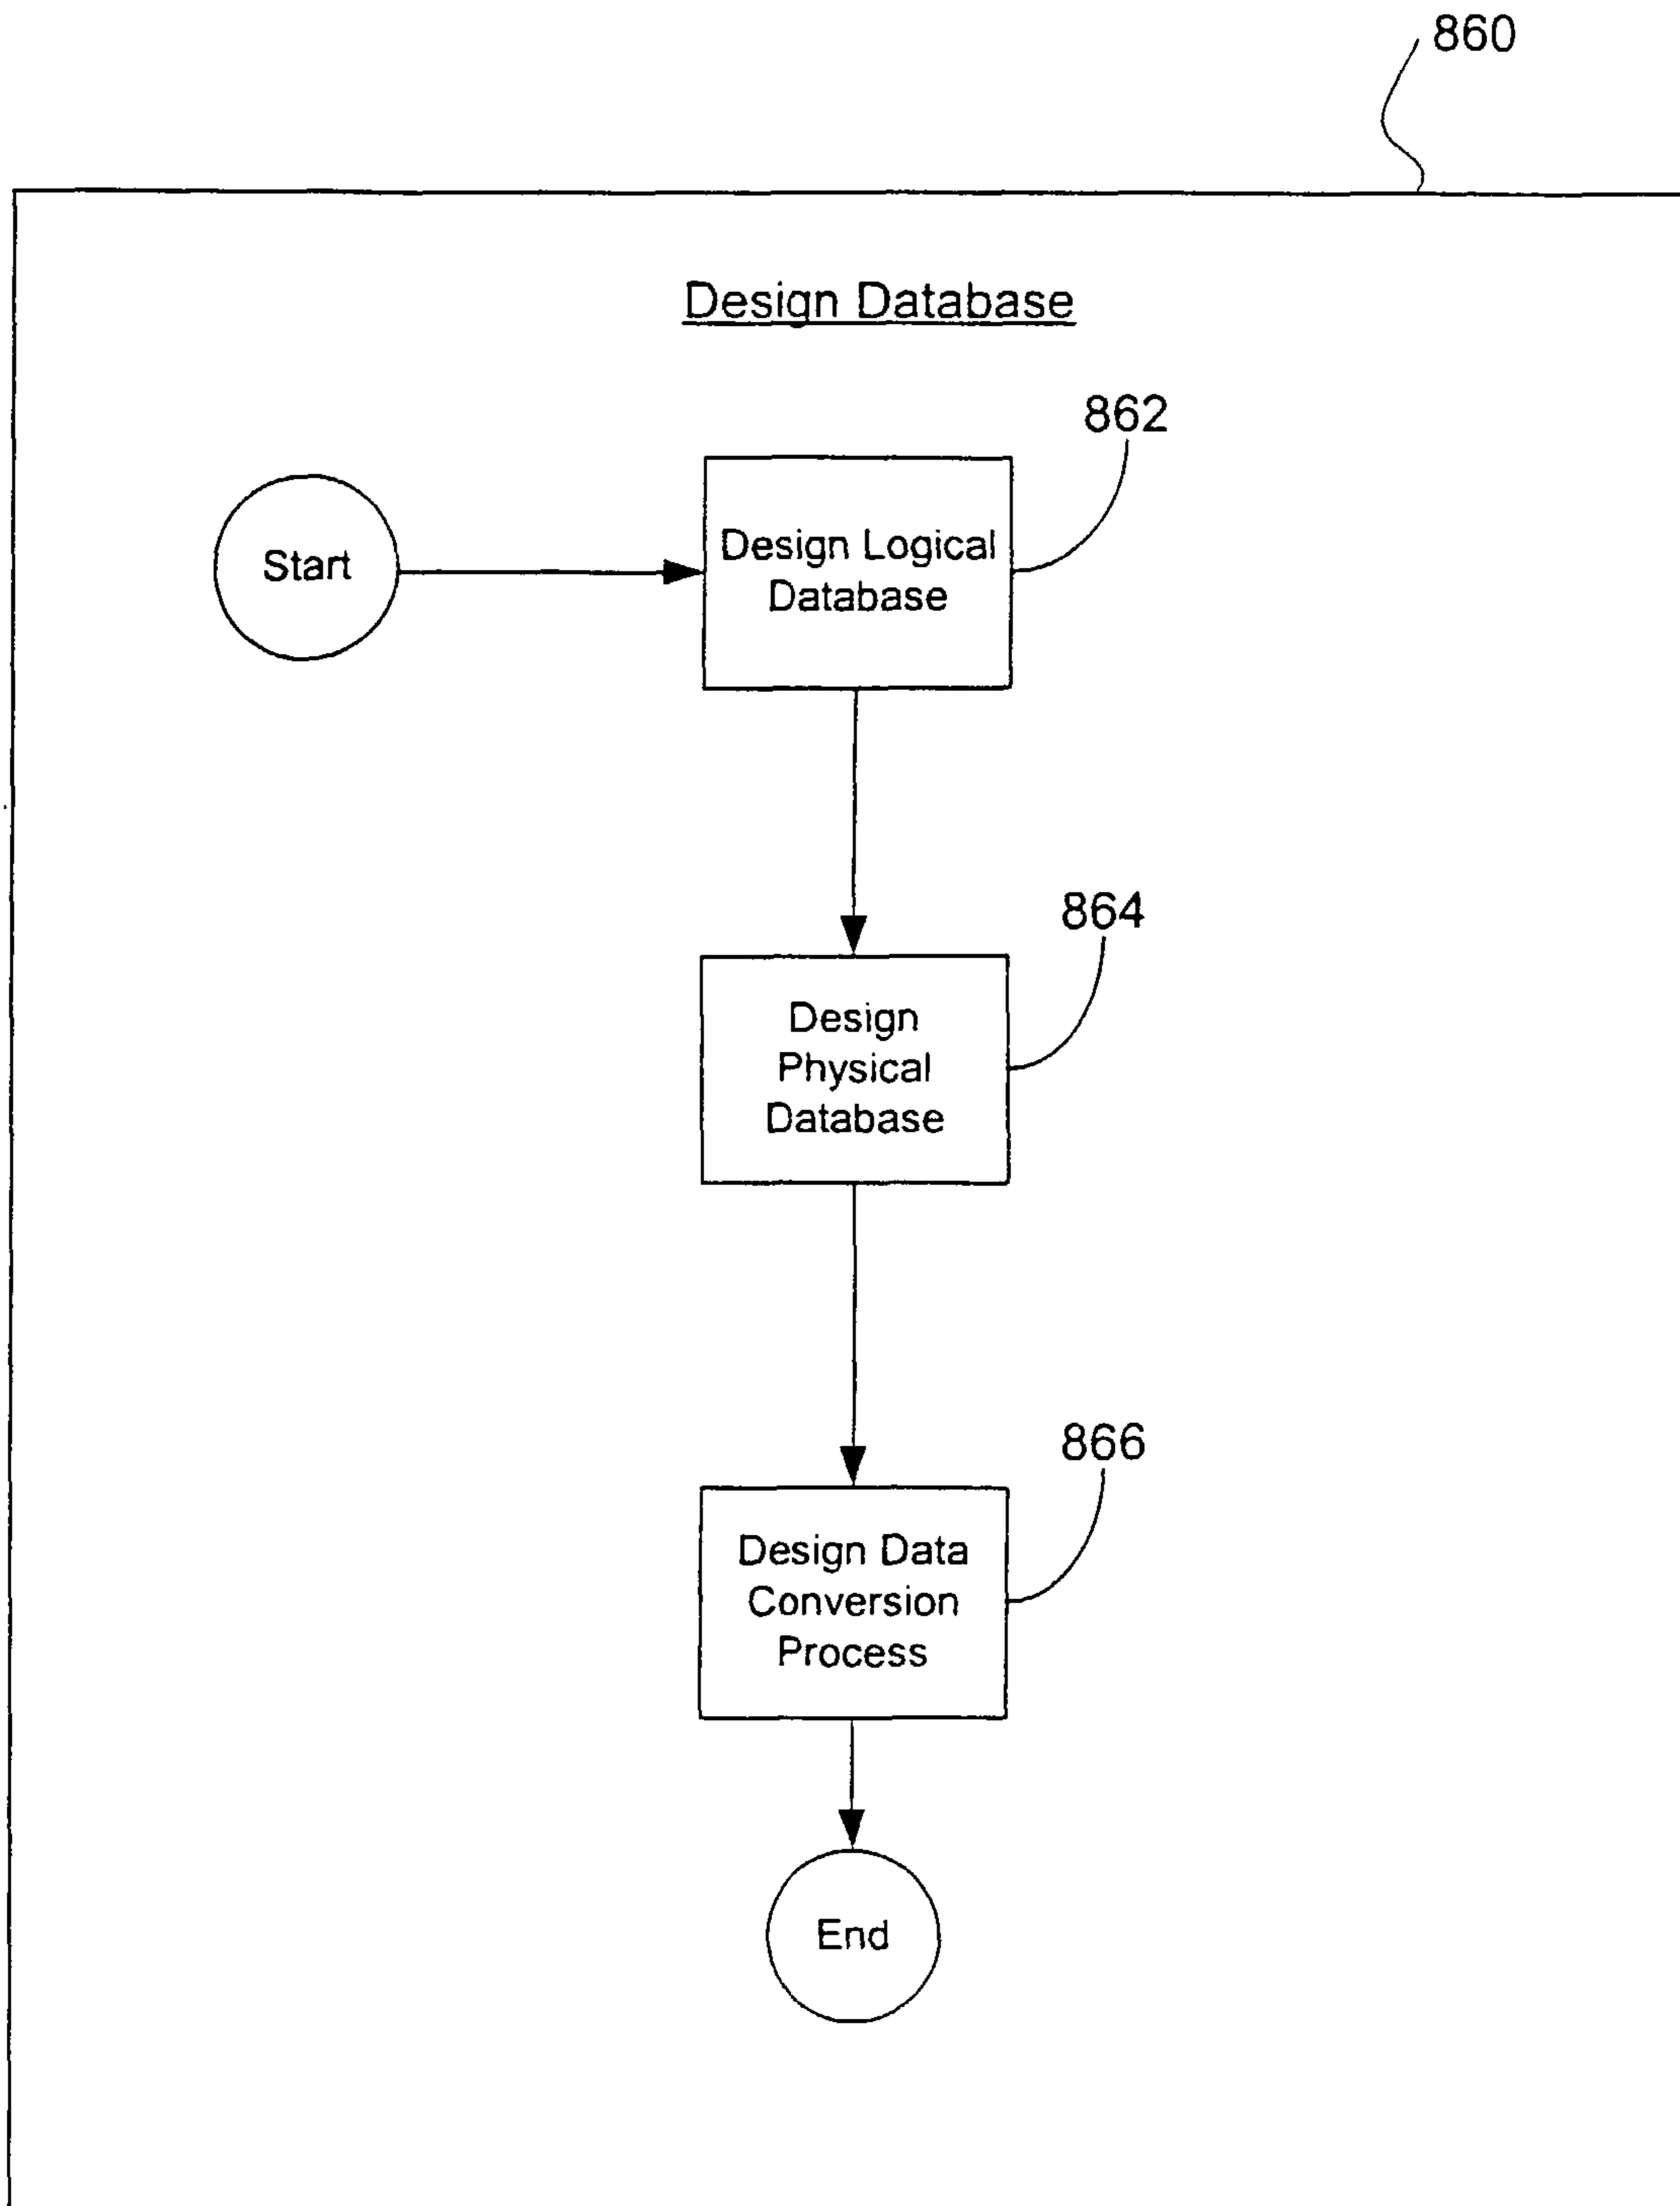 860
Design Database
862
Start
Design Logical
Database
864
Design
Physical
Database
866
Design Data
Conversion
Process
End